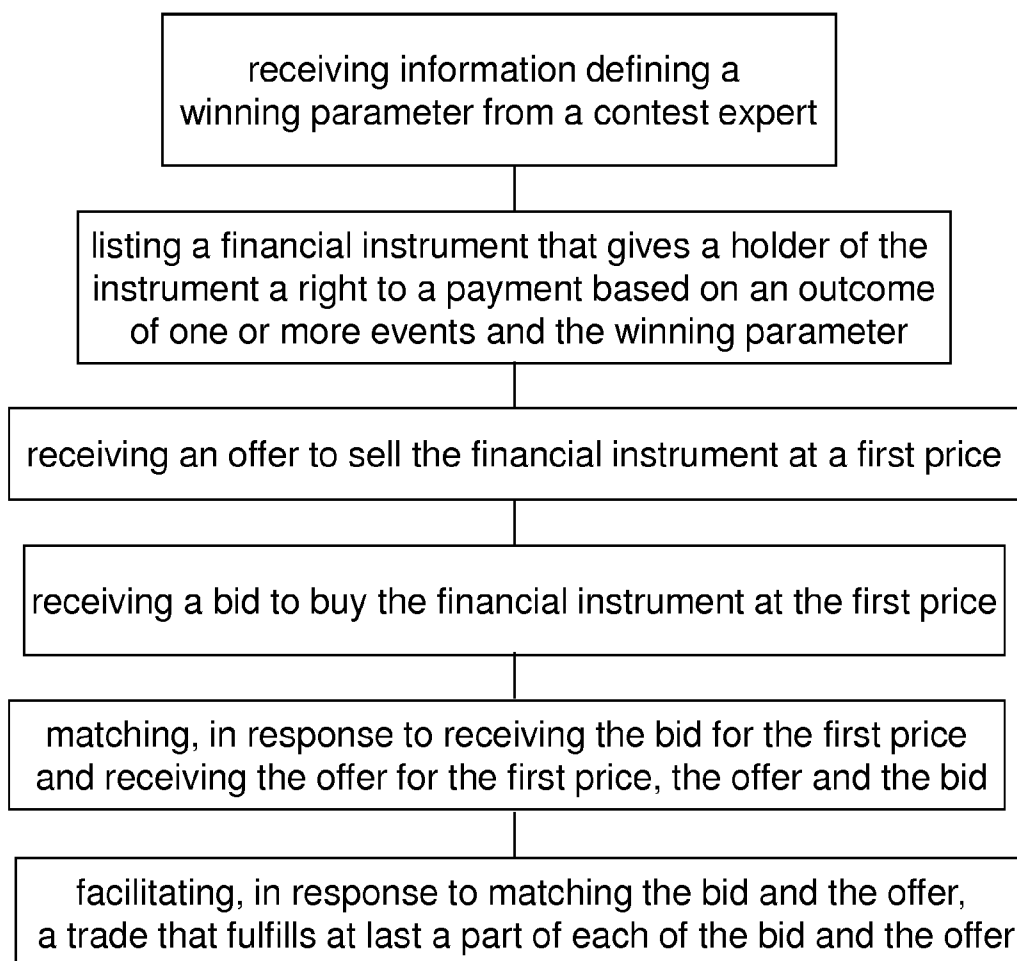 receiving information defining a
winning parameter from a contest expert
listing a financial instrument that gives a holder of the
instrument a right to a payment based on an outcome
of one or more events and the winning parameter
receiving an offer to sell the financial instrument at a first price
receiving a bid to buy the financial instrument at the first price
matching, in response to receiving the bid for the first price
and receiving the offer for the first price, the offer and the bid
facilitating, in response to matching the bid and the offer,
a trade that fulfills at last a part of each of the bid and the offer